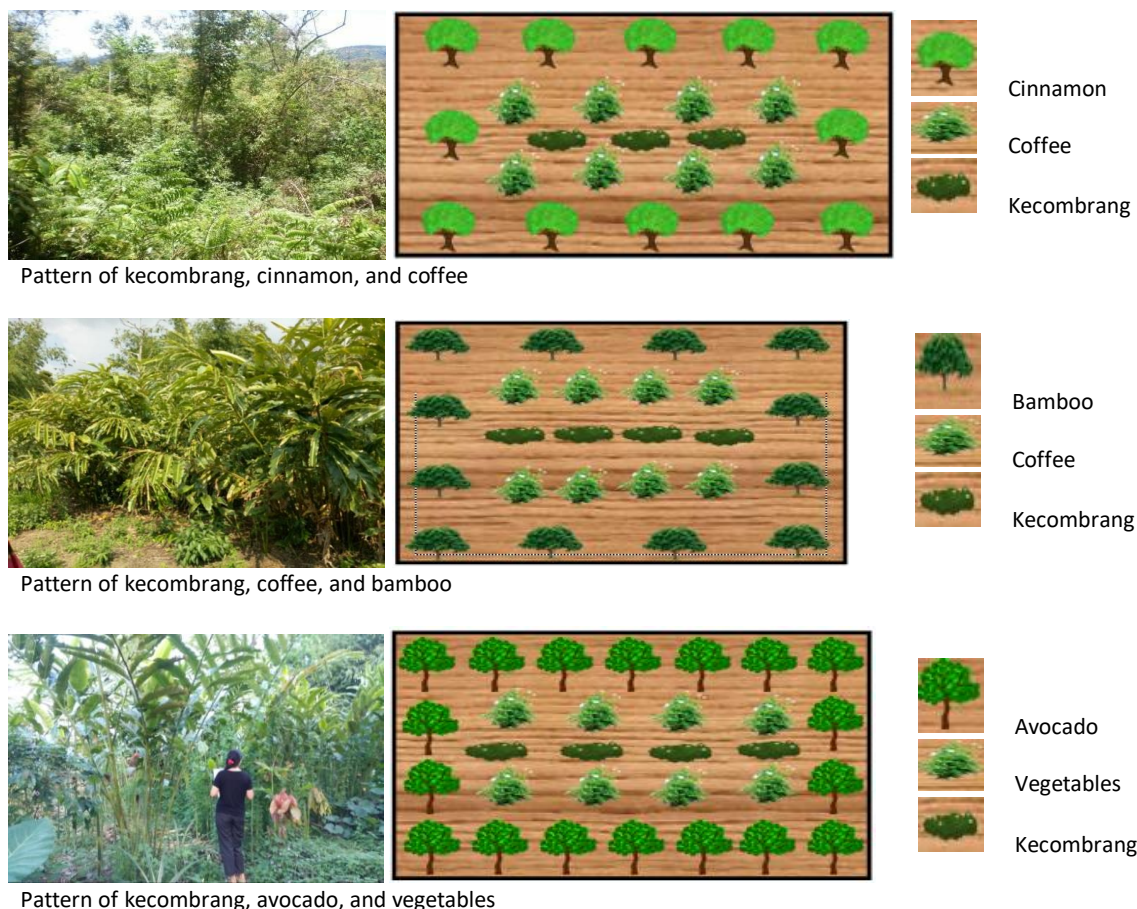 Cinnamon
Coffee
Kecombrang
Pattern of kecombrang, cinnamon, and coffee
Bamboo
Coffee
Kecombrang
Pattern of kecombrang, coffee, and bamboo
Avocado
Vegetables
Kecombrang
Pattern of kecombrang, avocado, and vegetables